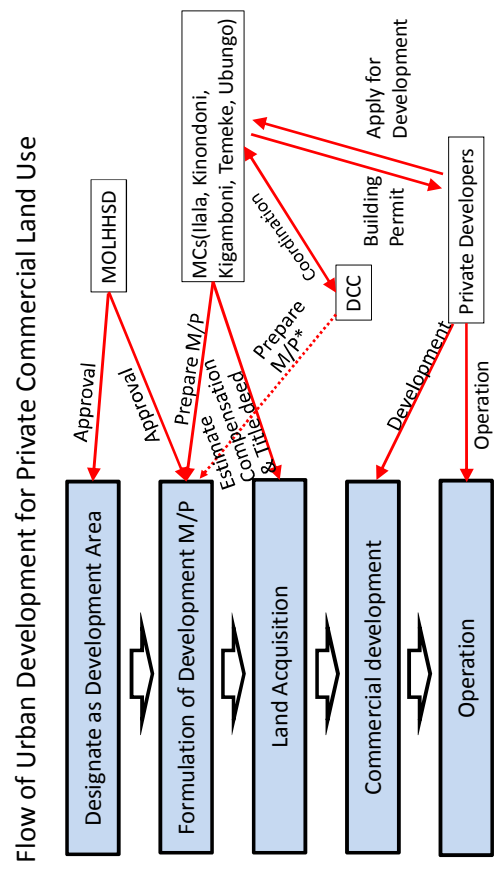 Flow of Urban Development for Private Commercial Land Use
Designate as Development Area
Formulation of Development M/P
Land Acquisition
Commercial development
Operation
Approval
Approval
Prepare M/P
Estimate
Compensation
& Title deed
Prepare
M/P*
Coordination
Development
Operation
MOLHHSD
MCs(Ilala, Kinondoni,
Kigamboni, Temeke, Ubungo)
DCC
Building
Permit
Apply for
Development
Private Developers